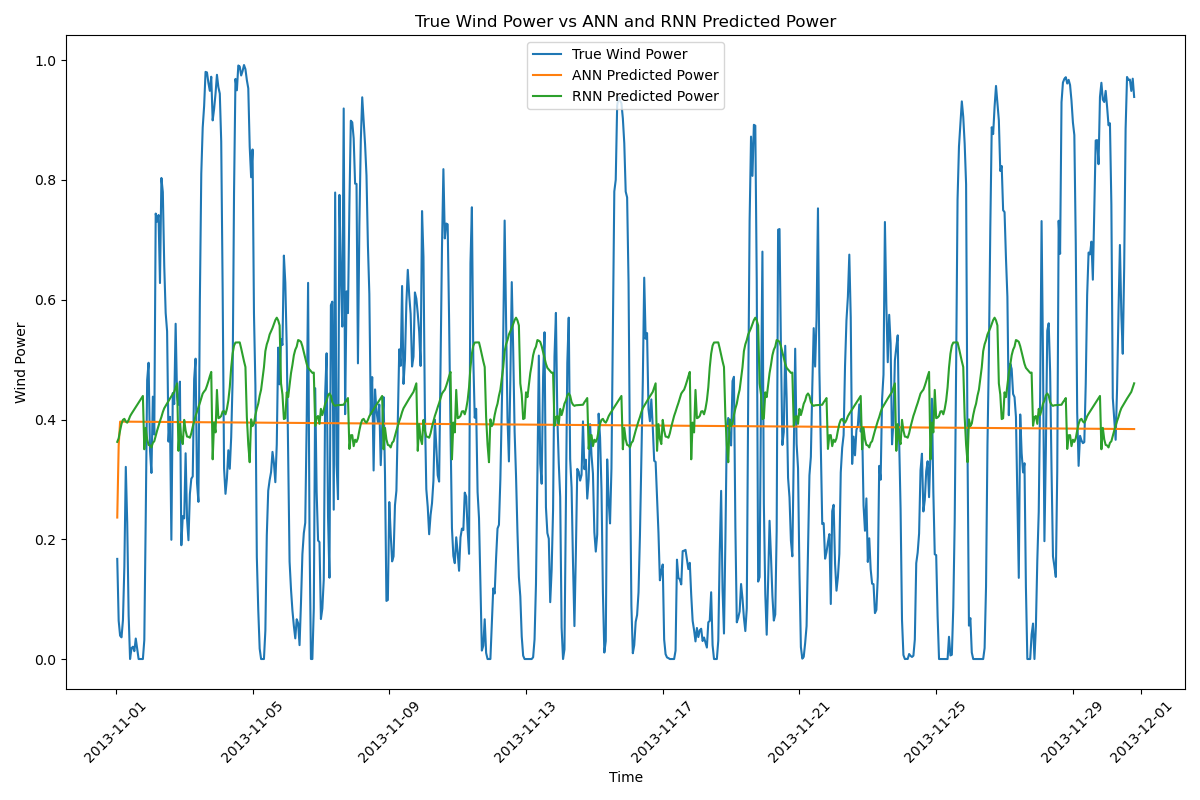 True Wind Power vs ANN and RNN Predicted Power
True Wind Power
ANN Predicted Power
RNN Predicted Power
1.0
0.8
0.6
0.4
0.2
0.0
Wind Power
2013-11-01
2013-11-05
2013-11-09
2013-11-13
2013-11-17
2013-11-21
2013-11-25
2013-11-29
2013-12-01
Time